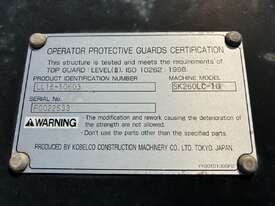 OPERATOR PROTECTIVE GUARDS CERTIFICATION
This structure is tested and meets the requirements of
TOP GUARD : LEVEL(Ⅱ), ISO 10262 : 1998
PRODUCT IDENTIFICATION NUMBER MACHINE MODEL
LL15-10603 SK260LC-10
SERIAL No.
WARNING
The modification and rework causing the deterioration of
the strength are not allowed.
· Don't use the parts other than the specified parts.
PRODUCED BY KOBELCO CONSTRUCTION MACHINERY CO. LTD. TOKYO, JAPAN.